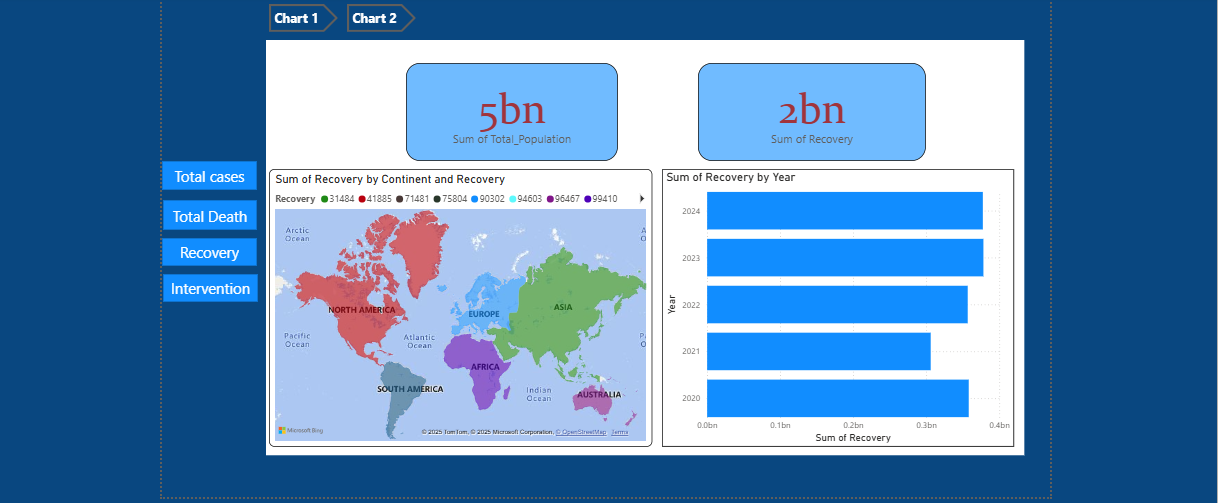 Chart 1
Chart 2
5bn
Sum of Total_Population
2bn
Sum of Recovery
Total cases
Total Death
Recovery
Intervention
Sum of Recovery by Continent and Recovery
Recovery 31484 41885 71481 75804 90302 94603 96467 99410
Arctic
Ocean
A
O
NORTH AMERICA
EUROPE
ASIA
Pacific
Ocean
Atlantic
Ocean
P
O
AFRICA
SOUTH AMERICA
Indian
Ocean
AUSTRALIA
Microsoft Bing
© 2025 TomTom, © 2025 Microsoft Corporation, © OpenStreetMap Terms
Sum of Recovery by Year
Year
2024
2023
2022
2021
2020
0.0bn 0.1bn 0.2bn 0.3bn 0.4bn
Sum of Recovery